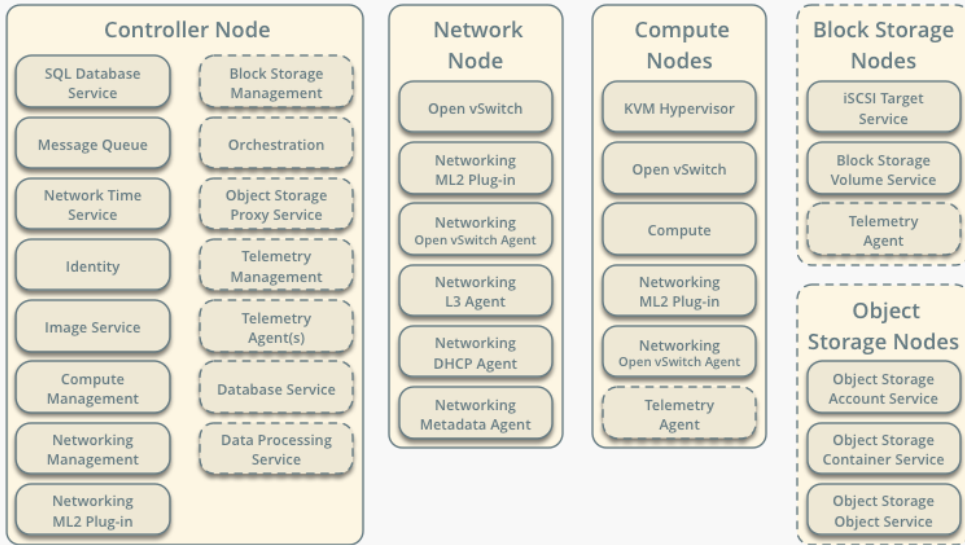 Controller Node
SQL Database
Service
Message Queue
Network Time
Service
Identity
Image Service
Compute
Management
Networking
Management
Networking
ML2 Plug-in
Block Storage
Management
Orchestration
Object Storage
Proxy Service
Telemetry
Management
Telemetry
Agent(s)
Database Service
Data Processing
Service
Network
Node
Open vSwitch
Networking
ML2 Plug-in
Networking
Open vSwitch Agent
Networking
L3 Agent
Networking
DHCP Agent
Networking
Metadata Agent
Compute
Nodes
KVM Hypervisor
Open vSwitch
Compute
Networking
ML2 Plug-in
Networking
Open vSwitch Agent
Telemetry
Agent
Block Storage
Nodes
iSCSI Target
Service
Block Storage
Volume Service
Telemetry
Agent
Object
Storage Nodes
Object Storage
Account Service
Object Storage
Container Service
Object Storage
Object Service